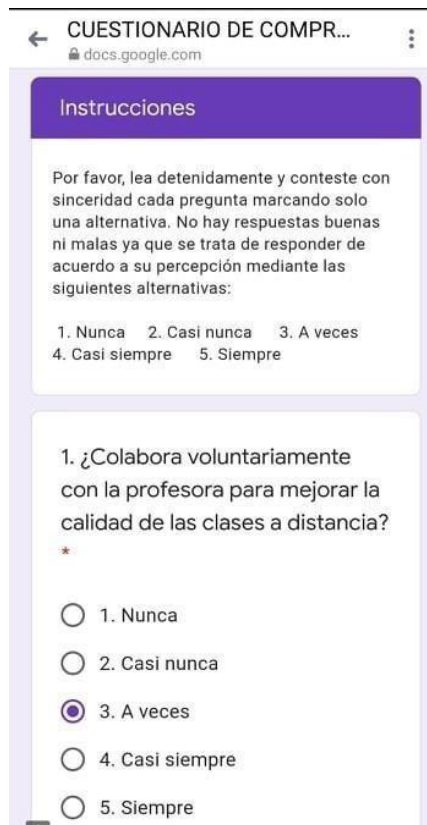 CUESTIONARIO DE COMPR...
docs.google.com
Instrucciones
Por favor, lea detenidamente y conteste con
sinceridad cada pregunta marcando solo
una alternativa. No hay respuestas buenas
ni malas ya que se trata de responder de
acuerdo a su percepción mediante las
siguientes alternativas:
1. Nunca 2. Casi nunca 3. A veces
4. Casi siempre 5. Siempre
1. ¿Colabora voluntariamente
con la profesora para mejorar la
calidad de las clases a distancia?
*
1. Nunca
2. Casi nunca
3. A veces
4. Casi siempre
5. Siempre